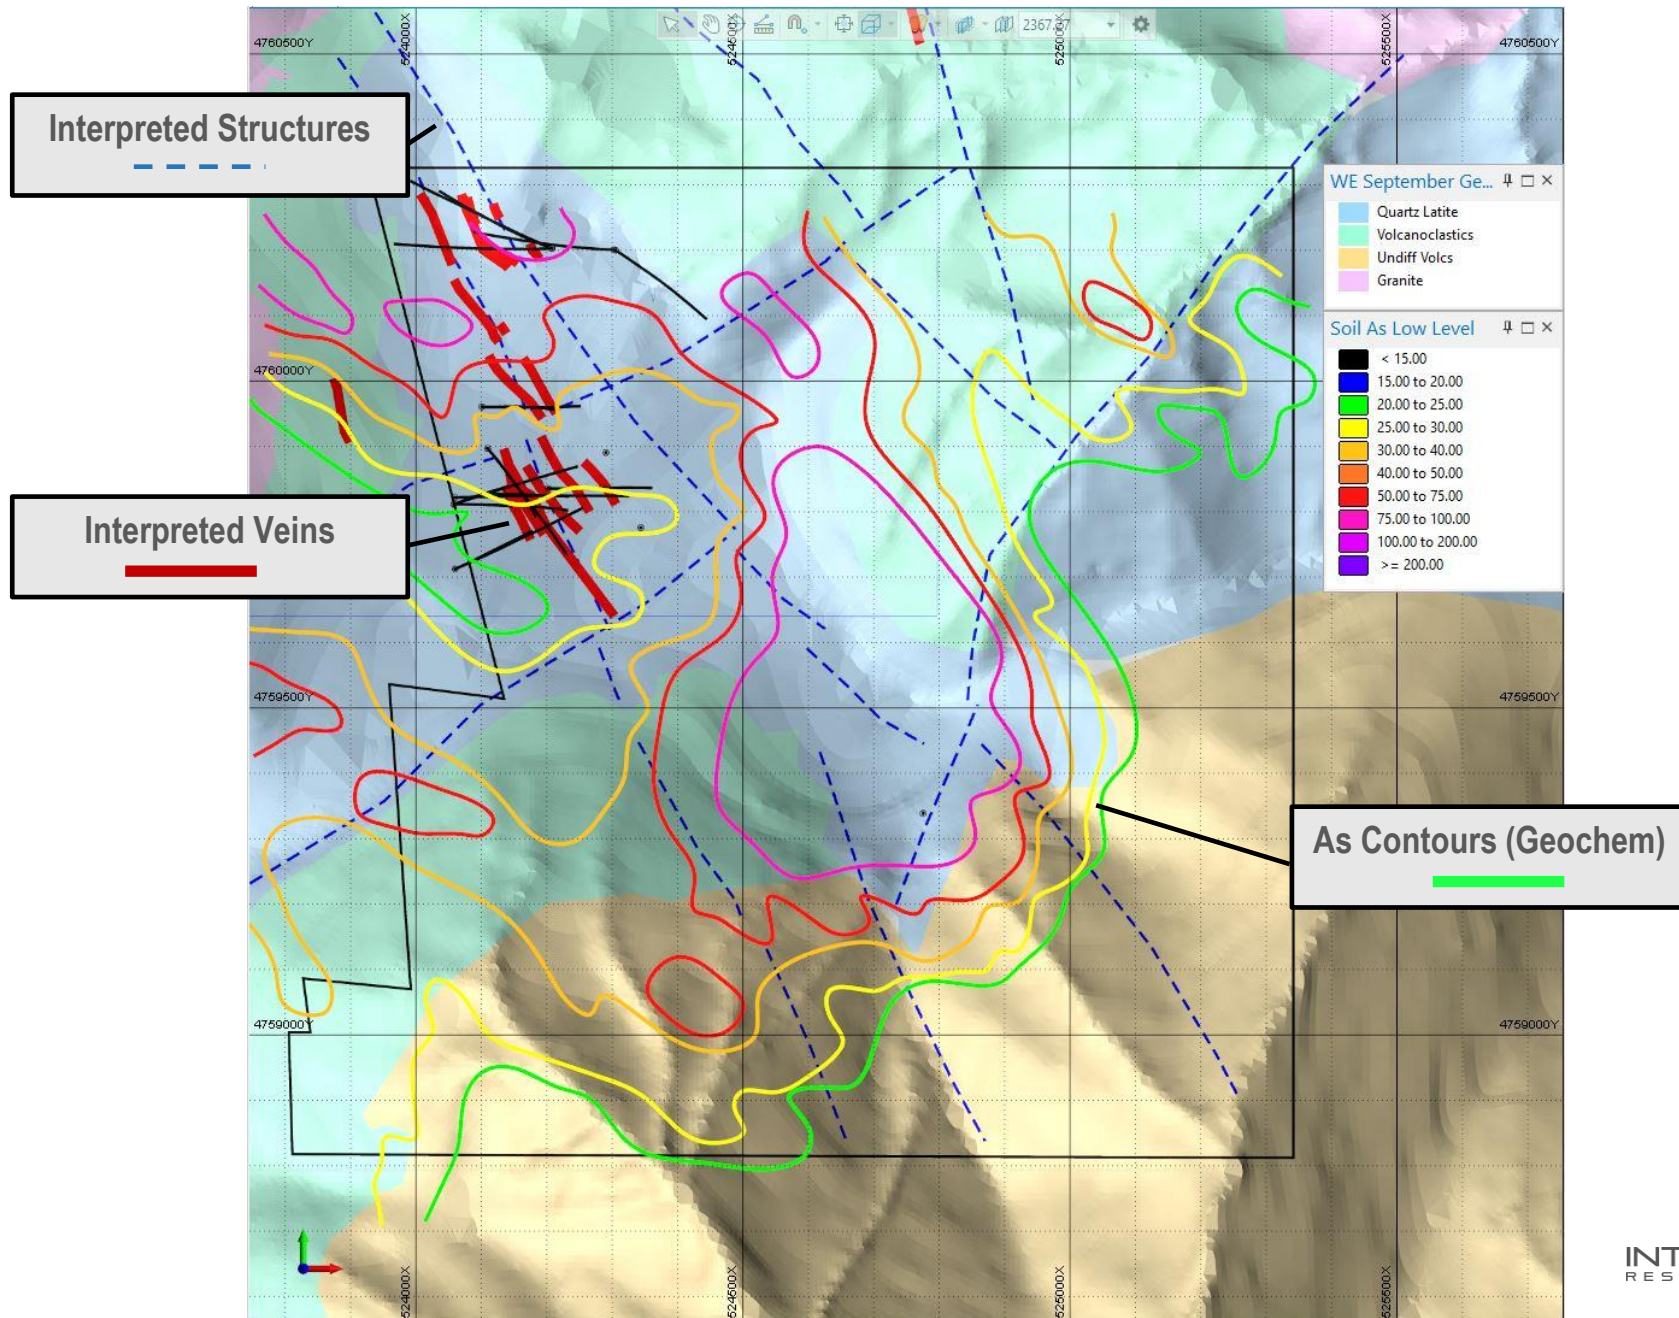 2367.37
524000X
524500X
525000X
525500X
4760500Y
4760500Y
Interpreted Structures
WE September Ge...
Quartz Latite
Volcanoclastics
Undiff Volcs
Granite
Soil As Low Level
< 15.00
15.00 to 20.00
20.00 to 25.00
25.00 to 30.00
30.00 to 40.00
40.00 to 50.00
50.00 to 75.00
75.00 to 100.00
100.00 to 200.00
>= 200.00
4760000Y
Interpreted Veins
4759500Y
4759500Y
As Contours (Geochem)
4759000Y
4759000Y
524000X
524500X
525000X
525500X
INT
RES